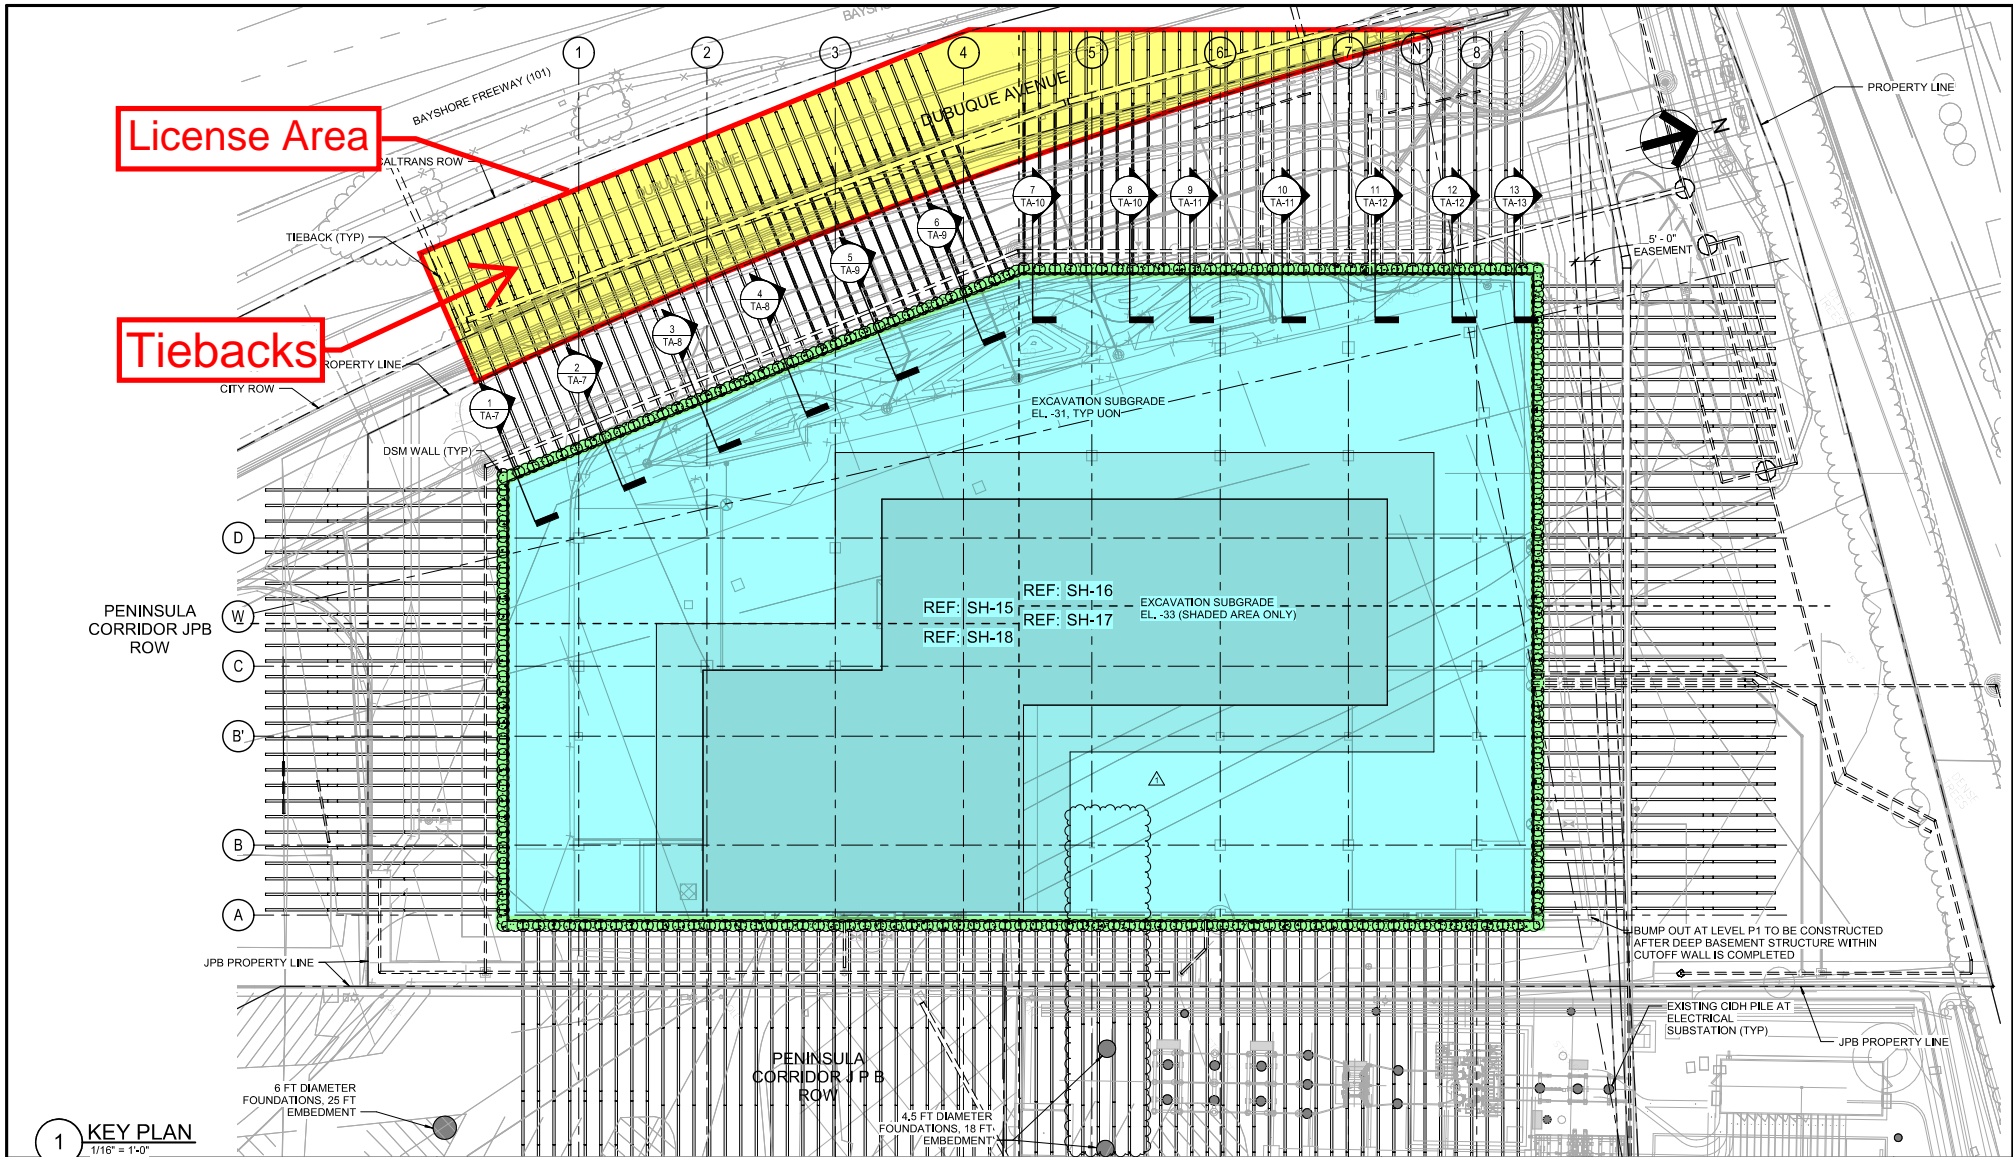 BAYSHORE FREEWAY (101)
1
2
3
4
5
6
7
N
8
DUBUQUE AVENUE
DUBUQUE AVENUE
PROPERTY LINE
N
License Area
CALTRANS ROW
TIEBACK (TYP)
Tiebacks
PROPERTY LINE
CITY ROW
DSM WALL (TYP)
1
TA-7
2
TA-7
3
TA-8
4
TA-8
5
TA-9
6
TA-9
7
TA-10
8
TA-10
9
TA-11
10
TA-11
11
TA-12
12
TA-12
13
TA-13
5' - 0"
EASEMENT
EXCAVATION SUBGRADE
EL. -31, TYP UON
D
W
C
B'
B
A
PENINSULA
CORRIDOR JPB
ROW
REF: SH-15
REF: SH-16
REF: SH-17
REF: SH-18
EXCAVATION SUBGRADE
EL. -33 (SHADED AREA ONLY)
1
BUMP OUT AT LEVEL P1 TO BE CONSTRUCTED
AFTER DEEP BASEMENT STRUCTURE WITHIN
CUTOFF WALL IS COMPLETED
JPB PROPERTY LINE
EXISTING CIDH PILE AT
ELECTRICAL
SUBSTATION (TYP)
JPB PROPERTY LINE
PENINSULA
CORRIDOR J P B
ROW
6 FT DIAMETER
FOUNDATIONS, 25 FT
EMBEDMENT
4.5 FT DIAMETER
FOUNDATIONS, 18 FT
EMBEDMENT
1
KEY PLAN
1/16" = 1'-0"